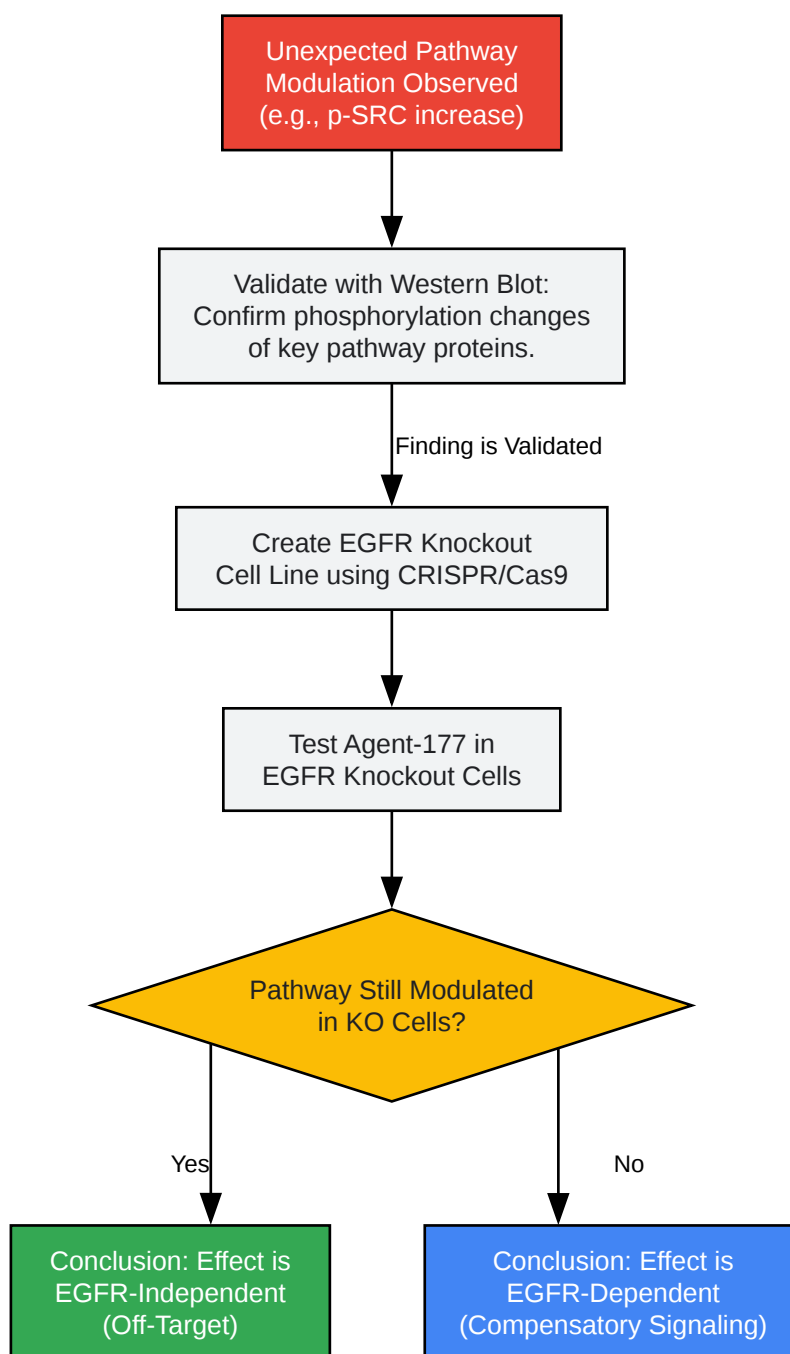 Unexpected Pathway
Modulation Observed
(e.g., p-SRC increase)
Validate with Western Blot:
Confirm phosphorylation changes
of key pathway proteins.
Finding is Validated
Create EGFR Knockout
Cell Line using CRISPR/Cas9
Test Agent-177 in
EGFR Knockout Cells
Pathway Still Modulated
in KO Cells?
Yes
No
Conclusion: Effect is
EGFR-Independent
(Off-Target)
Conclusion: Effect is
EGFR-Dependent
(Compensatory Signaling)